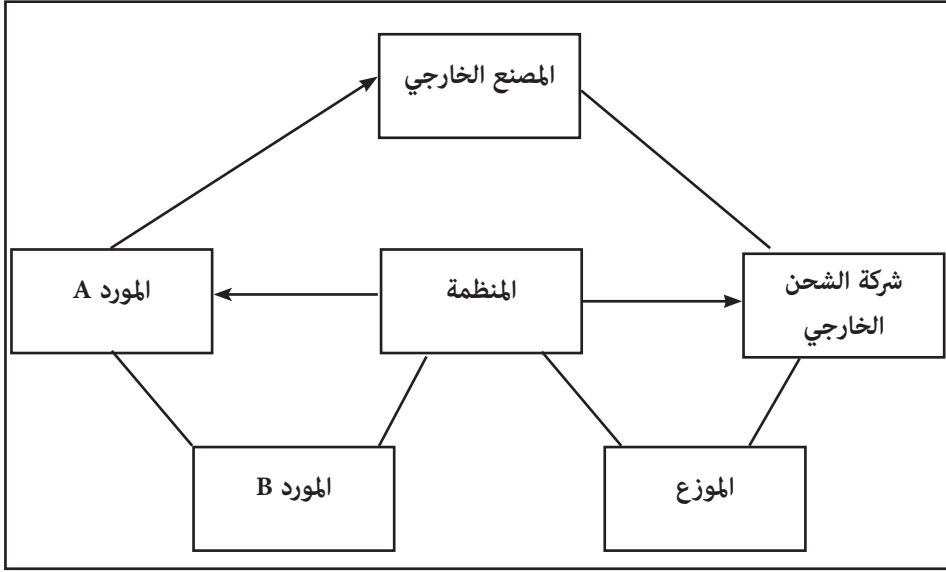 المصنع الخارجي
شركة الشحن
الخارجي
المنظمة
المورد A
الموزع
المورد B